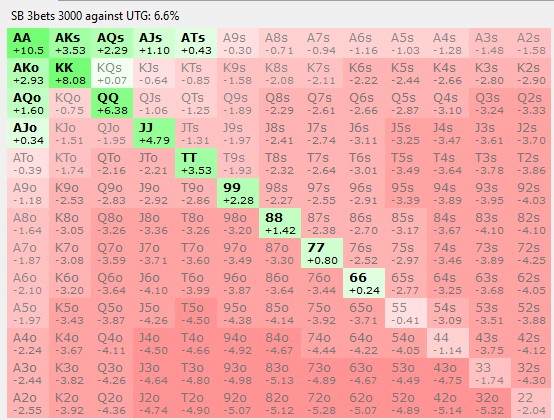 SB 3bets 3000 against UTG: 6.6%
AA AKs AQs AJs ATs A9s A8s A7s A6s A5s A4s A3s A2s
+10.5 +3.53 +2.29 +1.10 +0.43 -0.30 -0.71 -0.94 -1.16 -1.03 -1.28 -1.48 -1.58
AKo KK KQs KJs KTs K9s K8s K7s K6s K5s K4s K3s K2s
+2.93 +8.08 +0.07 -0.64 -0.85 -1.58 -2.08 -2.11 -2.22 -2.44 -2.66 -2.80 -2.90
AQo KQo QQ QJs QTs Q9s Q8s Q7s Q6s Q5s Q4s Q3s Q2s
+1.60 -0.75 +6.38 -1.06 -1.25 -1.89 -2.29 -2.61 -2.66 -2.87 -3.10 -3.24 -3.33
AJo KJo QJo JJ JTs J9s J8s J7s J6s J5s J4s J3s J2s
+0.34 -1.51 -1.95 +4.79 -1.31 -1.97 -2.41 -2.74 -3.11 -3.25 -3.47 -3.61 -3.70
ATo KTo QTo JTo TT T9s T8s T7s T6s T5s T4s T3s T2s
-0.39 -1.74 -2.16 -2.21 +3.53 -1.93 -2.32 -2.64 -3.01 -3.49 -3.64 -3.78 -3.86
A9o K9o Q9o J9o T9o 99 98s 97s 96s 95s 94s 93s 92s
-1.18 -2.53 -2.83 -2.92 -2.86 +2.28 -2.27 -2.55 -2.91 -3.39 -3.89 -3.95 -4.03
A8o K8o Q8o J8o T8o 98o 88 87s 86s 85s 84s 83s 82s
-1.64 -3.05 -3.26 -3.36 -3.26 -3.20 +1.42 -2.38 -2.70 -3.17 -3.67 -4.10 -4.10
A7o K7o Q7o J7o T7o 97o 87o 77 76s 75s 74s 73s 72s
-1.87 -3.08 -3.59 -3.71 -3.60 -3.49 -3.30 +0.80 -2.52 -2.97 -3.46 -3.89 -4.25
A6o K6o Q6o J6o T6o 96o 86o 76o 66 65s 64s 63s 62s
-2.10 -3.20 -3.64 -4.10 -3.99 -3.87 -3.64 -3.44 +0.24 -2.77 -3.25 -3.68 -4.05
A5o K5o Q5o J5o T5o 95o 85o 75o 65o 55 54s 53s 52s
-1.97 -3.43 -3.87 -4.26 -4.50 -4.38 -4.14 -3.92 -3.71 -0.41 -3.09 -3.51 -3.88
A4o K4o Q4o J4o T4o 94o 84o 74o 64o 54o 44 43s 42s
-2.24 -3.67 -4.11 -4.50 -4.66 -4.92 -4.67 -4.44 -4.22 -4.05 -1.14 -3.75 -4.12
A3o K3o Q3o J3o T3o 93o 83o 73o 63o 53o 43o 33 32s
-2.44 -3.82 -4.26 -4.64 -4.80 -4.98 -5.13 -4.89 -4.67 -4.49 -4.75 -1.74 -4.30
A2o K2o Q2o J2o T2o 92o 82o 72o 62o 52o 42o 32o 22
-2.55 -3.92 -4.36 -4.74 -4.90 -5.07 -5.12 -5.28 -5.07 -4.89 -5.14 -5.32 -2.04